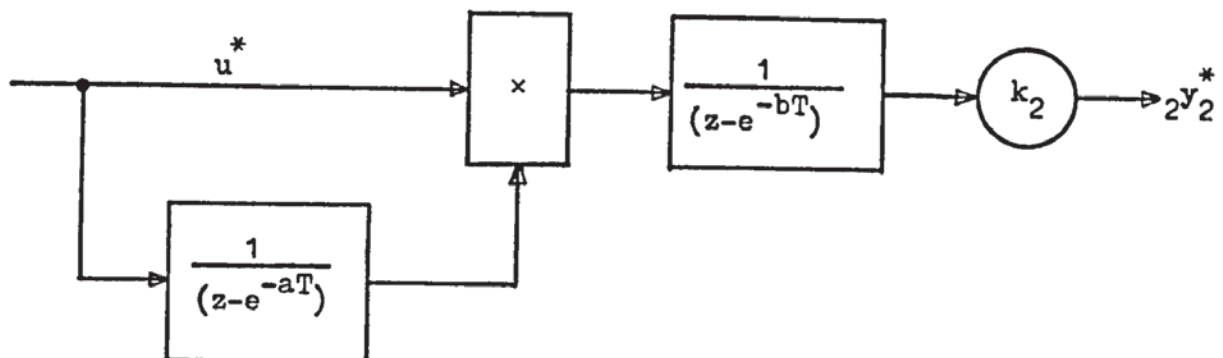 u*
×
1
(z-e^{-bT})
k₂
₂y₂*
1
(z-e^{-aT})